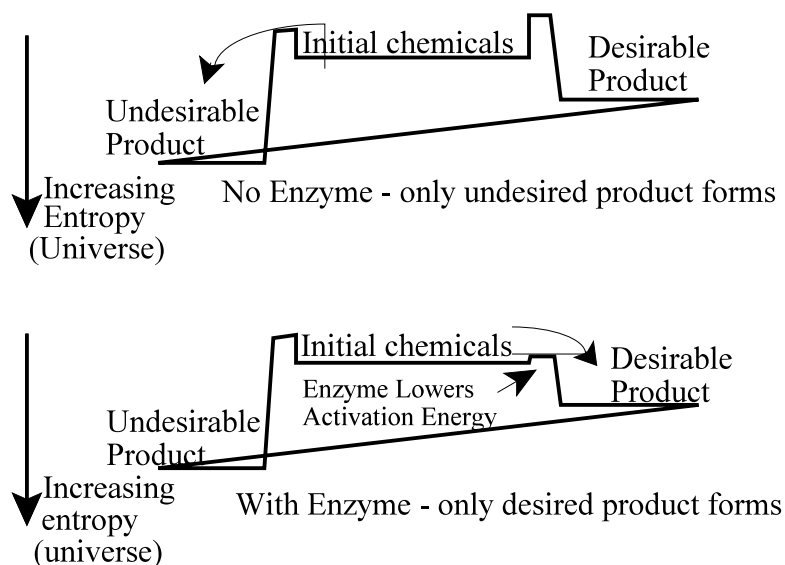 Initial chemicals
Desirable
Product
Undesirable
Product
Increasing
Entropy
(Universe)
No Enzyme - only undesired product forms
Initial chemicals
Desirable
Product
Enzyme Lowers
Activation Energy
Undesirable
Product
Increasing
entropy
(universe)
With Enzyme - only desired product forms